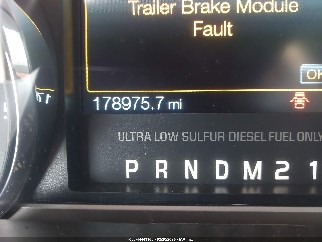 Trailer Brake Module
Fault
OK
178975.7 mi
ULTRA LOW SULFUR DIESEL FUEL ONLY
P R N D M 2 1